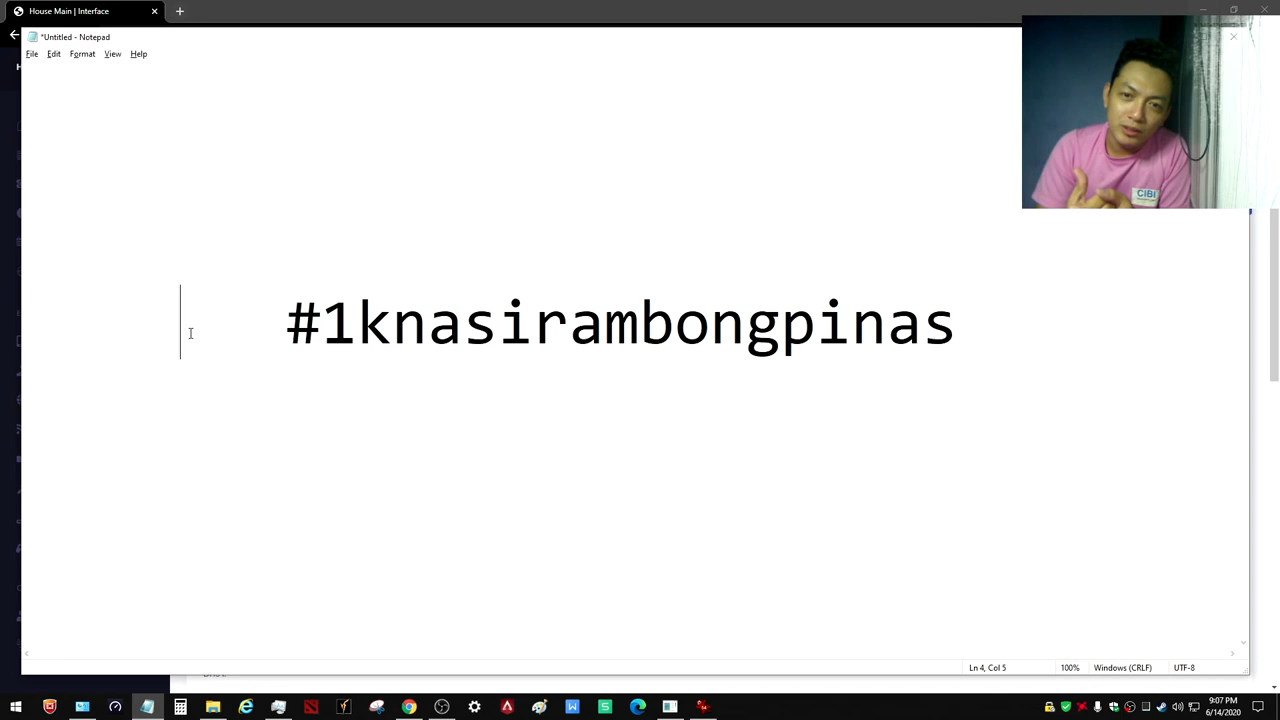 House Main | Interface
*Untitled - Notepad
File Edit Format View Help
CIBI
#1knasirambongpinas
Ln 4, Col 5 100% Windows (CRLF) UTF-8
9:07 PM
6/14/2020